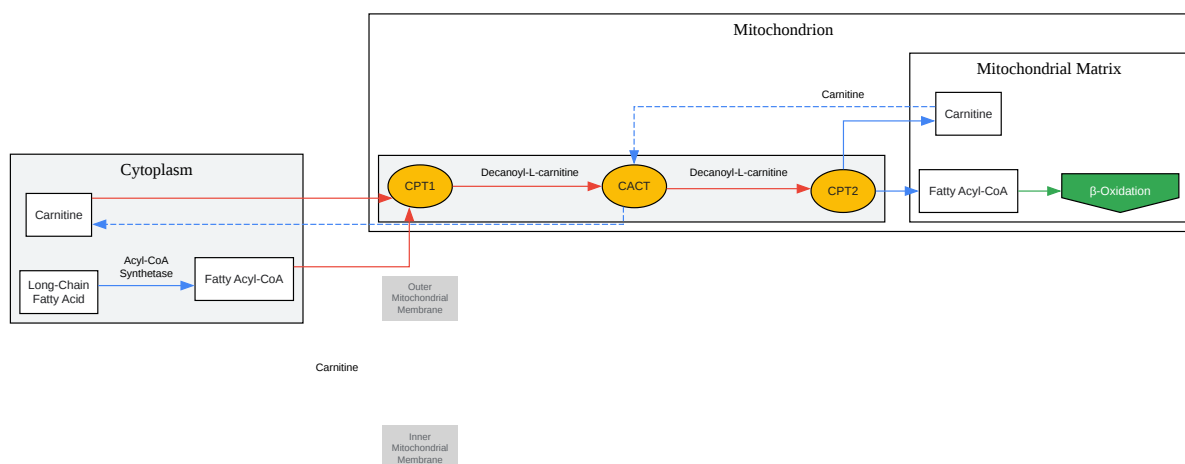 Mitochondrion
Mitochondrial Matrix
Carnitine
Carnitine
Cytoplasm
Decanoyl-L-carnitine
Decanoyl-L-carnitine
CPT1
CACT
CPT2
Fatty Acyl-CoA
β-Oxidation
Carnitine
Acyl-CoA
Synthetase
Long-Chain
Fatty Acid
Fatty Acyl-CoA
Outer
Mitochondrial
Membrane
Carnitine
Inner
Mitochondrial
Membrane